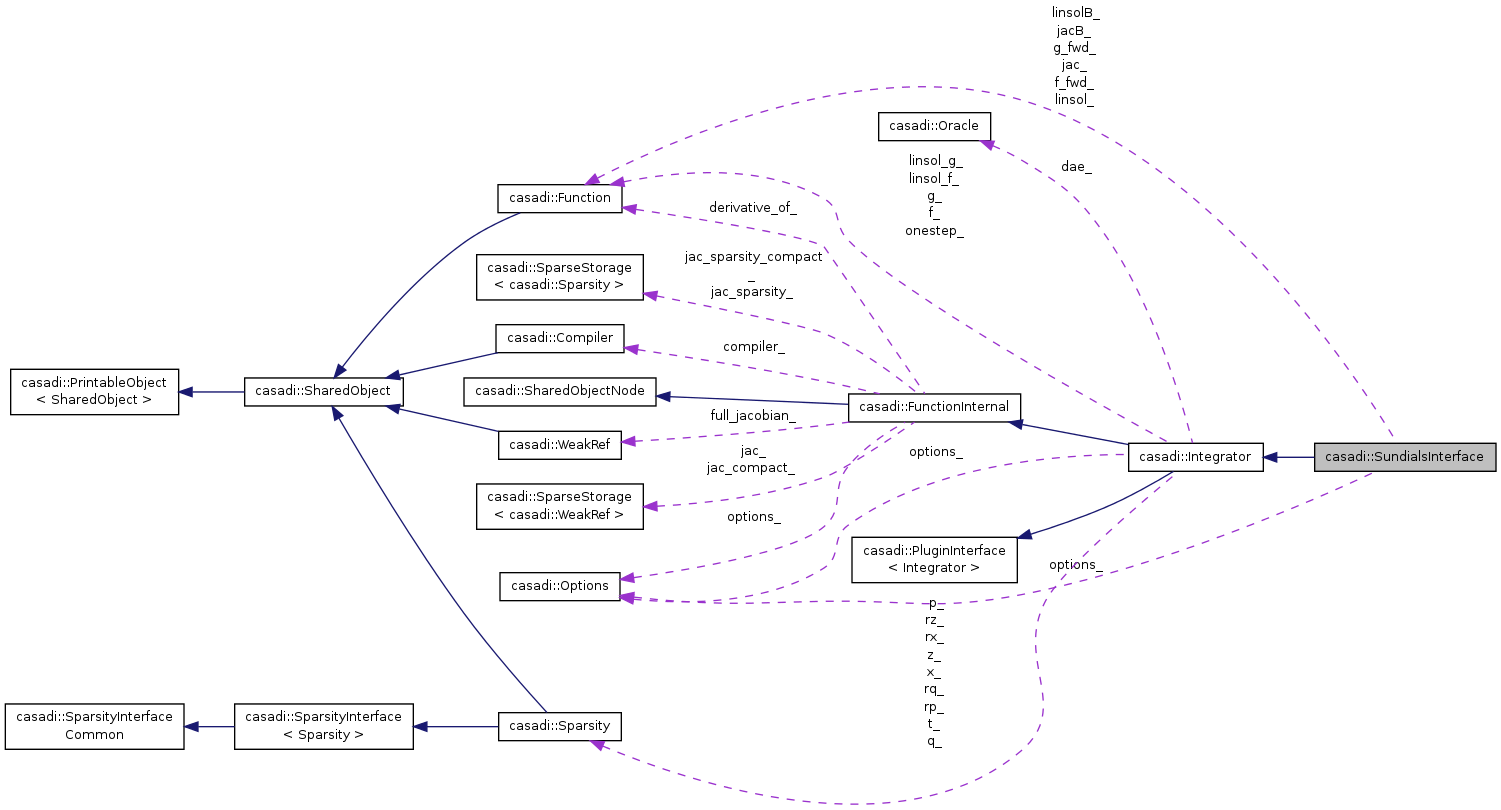 linsolB_
jacB_
g_fwd_
jac_
f_fwd_
linsol_
casadi::Oracle
linsol_g_
linsol_f_
g_
f_
onestep_
dae_
casadi::Function
derivative_of_
casadi::SparseStorage
< casadi::Sparsity >
jac_sparsity_compact
_
jac_sparsity_
casadi::Compiler
compiler_
casadi::PrintableObject
< SharedObject >
casadi::SharedObject
casadi::SharedObjectNode
casadi::FunctionInternal
casadi::WeakRef
full_jacobian_
jac_
jac_compact_
options_
casadi::Integrator
casadi::SundialsInterface
casadi::SparseStorage
< casadi::WeakRef >
options_
casadi::PluginInterface
< Integrator >
options_
casadi::Options
p_
rz_
rx_
z_
x_
rq_
rp_
t_
q_
casadi::SparsityInterface
Common
casadi::SparsityInterface
< Sparsity >
casadi::Sparsity